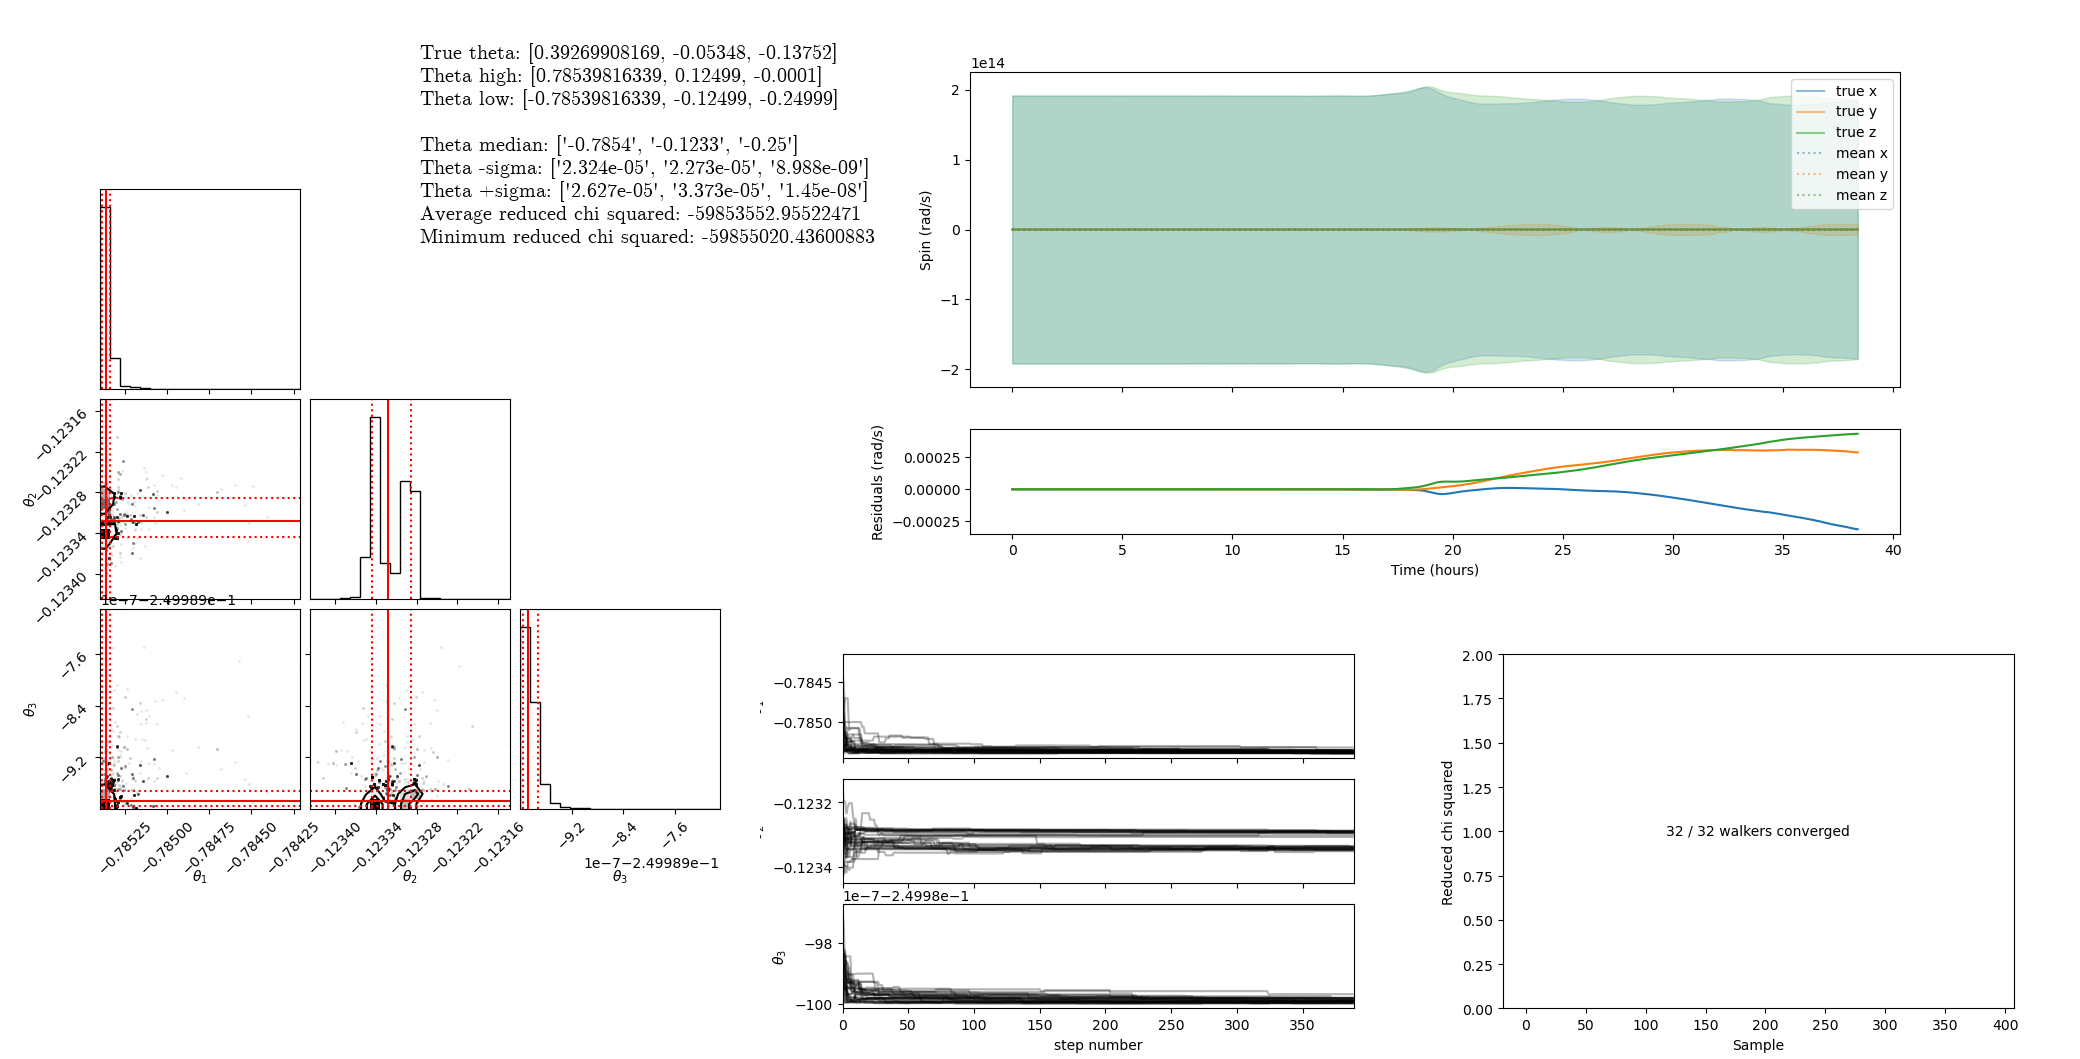 True theta: [0.39269908169, -0.05348, -0.13752]
Theta high: [0.78539816339, 0.12499, -0.0001]
Theta low: [-0.78539816339, -0.12499, -0.24999]
Theta median: ['-0.7854', '-0.1233', '-0.25']
Theta -sigma: ['2.324e-05', '2.273e-05', '8.988e-09']
Theta +sigma: ['2.627e-05', '3.373e-05', '1.45e-08']
Average reduced chi squared: -59853552.95522471
Minimum reduced chi squared: -59855020.43600883
1e14
2
1
0
−1
−2
Spin (rad/s)
true x
true y
true z
mean x
mean y
mean z
0.00025
0.00000
−0.00025
Residuals (rad/s)
0
5
10
15
20
25
30
35
40
Time (hours)
−0.12316
−0.12322
−0.12328
−0.12334
−0.12340
θ2
1e−7−2.49989e−1
−7.6
−8.4
−9.2
θ3
−0.78525
−0.78500
−0.78475
−0.78450
−0.78425
θ1
−0.12340
−0.12334
−0.12328
−0.12322
−0.12316
θ2
−9.2
−8.4
−7.6
1e−7−2.49989e−1
θ3
−0.7845
−0.7850
−0.1232
−0.1234
1e−7−2.4998e−1
−98
−100
θ3
0
50
100
150
200
250
300
350
step number
2.00
1.75
1.50
1.25
1.00
0.75
0.50
0.25
0.00
Reduced chi squared
32 / 32 walkers converged
0
50
100
150
200
250
300
350
400
Sample